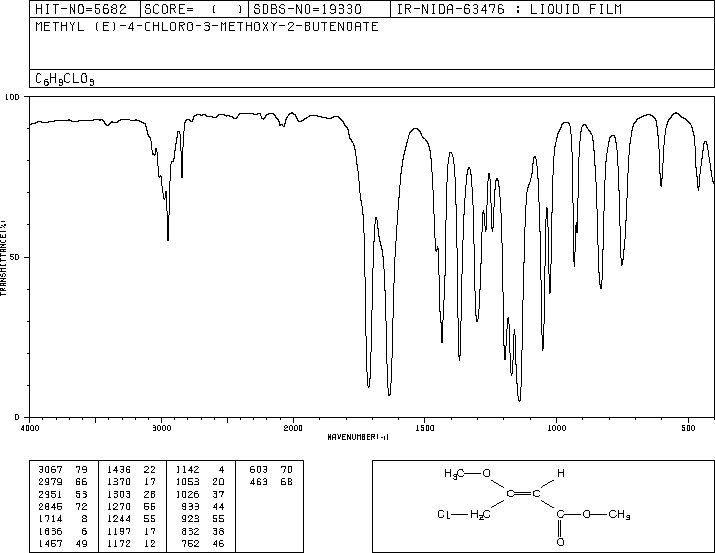 HIT-NO=5682 SCORE= ( ) SDBS-NO=19330 IR-NIDA-63476 : LIQUID FILM
METHYL (E)-4-CHLORO-3-METHOXY-2-BUTENOATE
C6H9CLO3
100
50
0
TRANSMITTANCE(%)
4000 3000 2000 1500 1000 500
WAVENUMBER(-1)
3067 79 1436 22 1142 4 603 70
2979 66 1370 17 1053 20 463 68
2951 53 1303 28 1026 37
2845 72 1270 55 933 44
1714 8 1244 55 923 55
1636 6 1197 17 832 38
1457 49 1172 12 752 46
H3C O H
C C
Cl H2C C O CH3
O